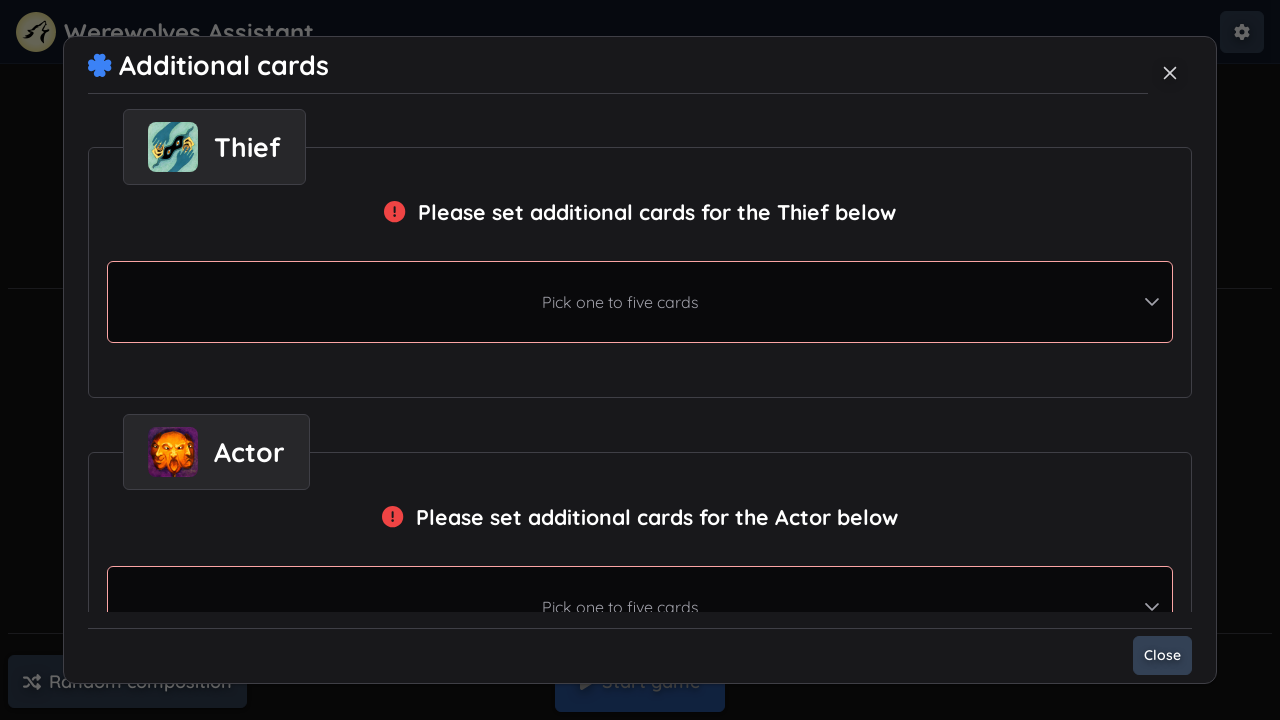 Werewolves Assistant
Additional cards
Thief
Please set additional cards for the Thief below
Pick one to five cards
Actor
Please set additional cards for the Actor below
Pick one to five cards
Close
Random composition
Start game